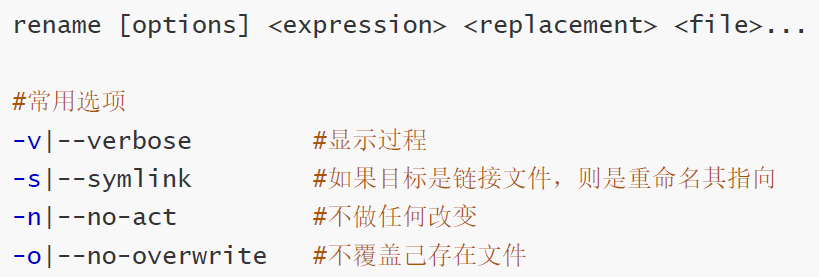 rename [options] <expression> <replacement> <file>...
#常用选项
-v|--verbose #显示过程
-s|--symlink #如果目标是链接文件，则是重命名其指向
-n|--no-act #不做任何改变
-o|--no-overwrite #不覆盖己存在文件